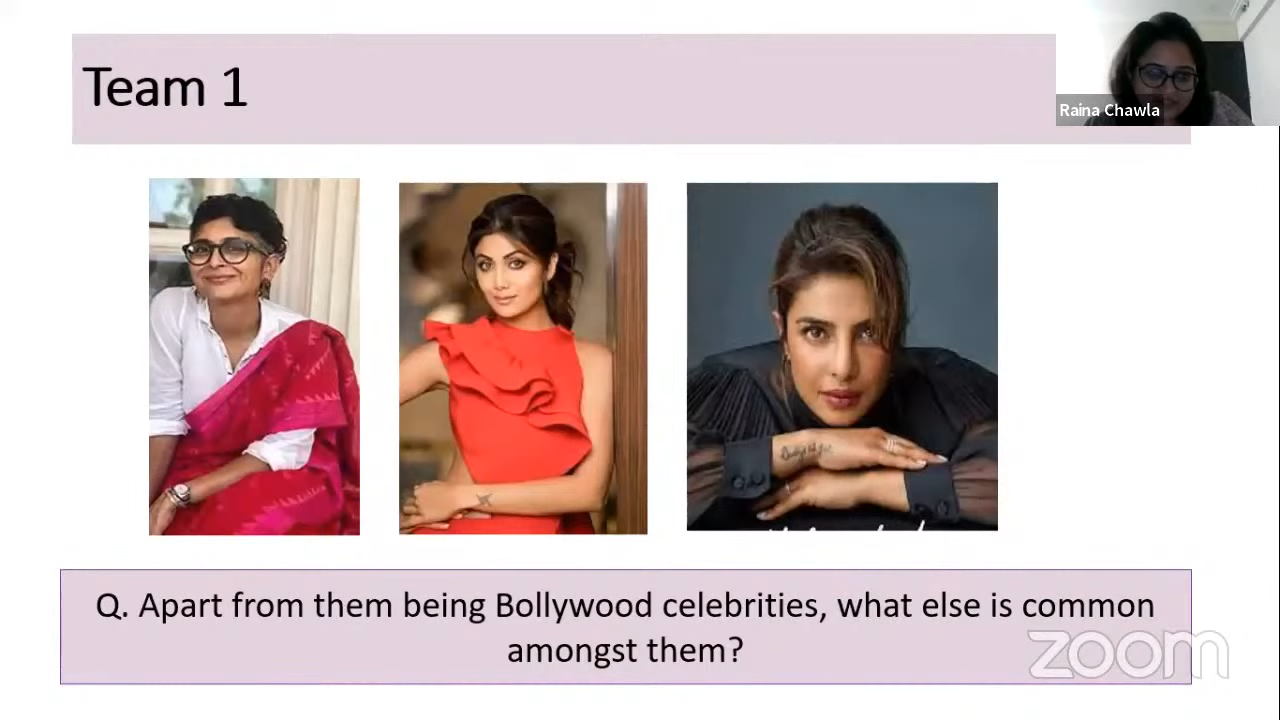 Team 1
Raina Chawla
Q. Apart from them being Bollywood celebrities, what else is common
amongst them?
zoom